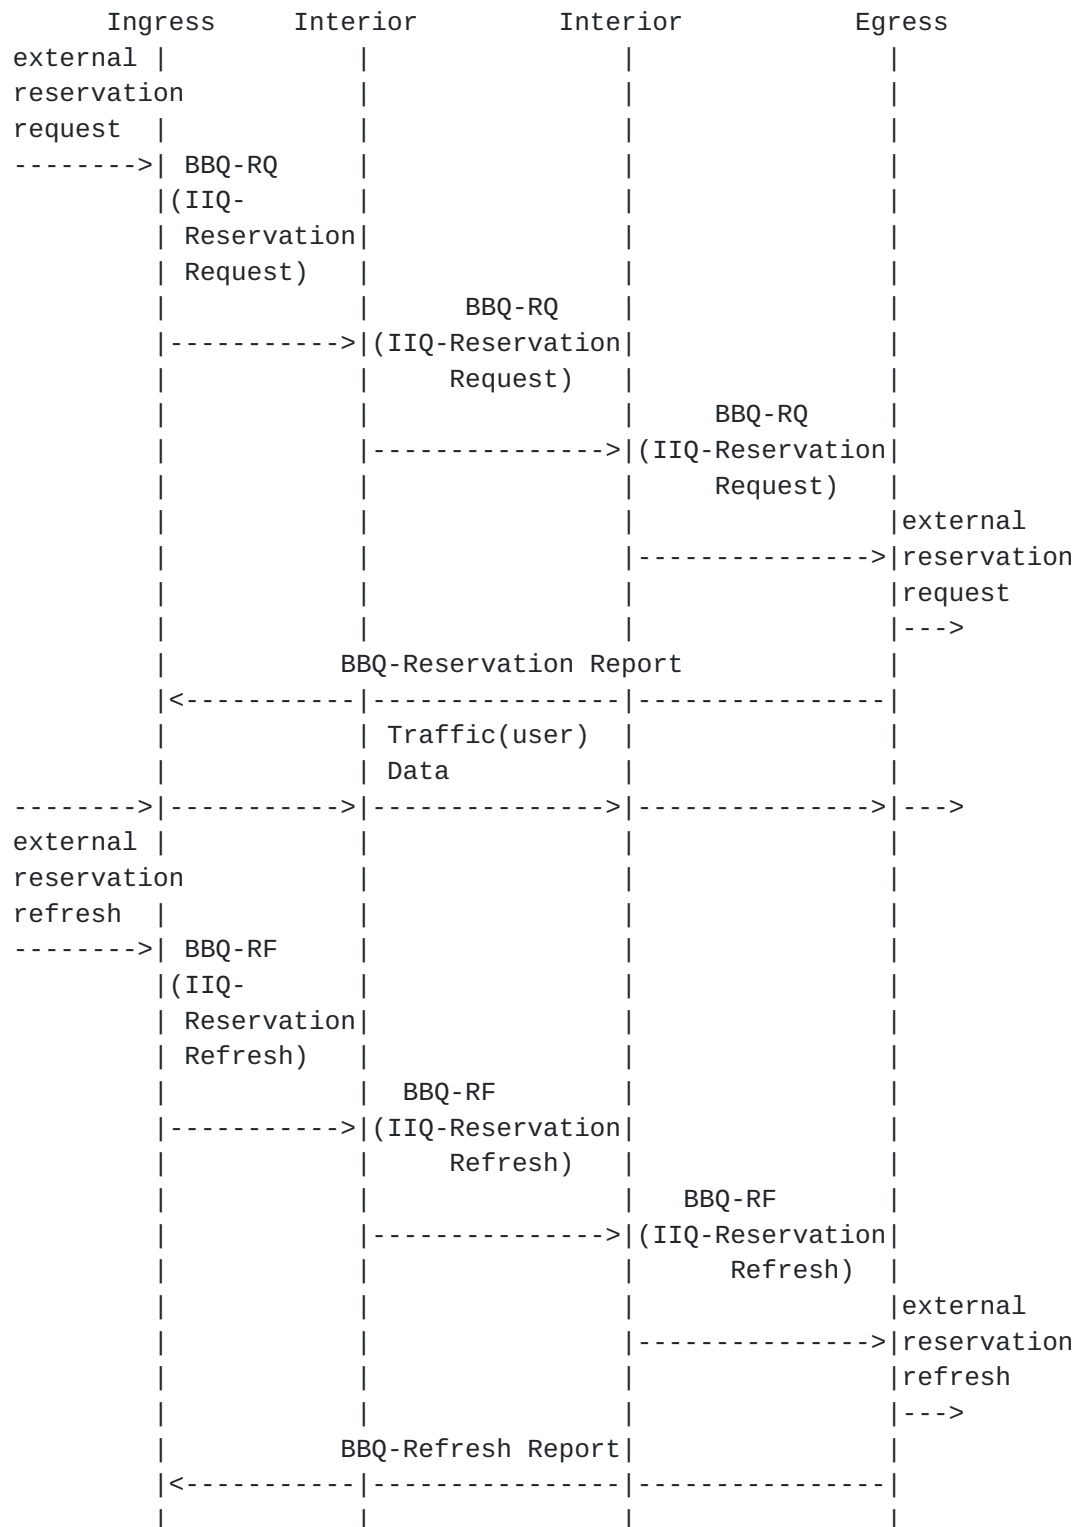 Ingress     Interior         Interior           Egress
external |            |                |                |
reservation            |                |                |
request  |            |                |                |
-------->| BBQ-RQ     |                |                |
         |(IIQ-       |                |                |
         | Reservation|                |                |
         | Request)   |                |                |
         |            |      BBQ-RQ    |                |
         |----------->|(IIQ-Reservation|                |
         |            |     Request)   |                |
         |            |                |     BBQ-RQ     |
         |            |--------------->|(IIQ-Reservation|
         |            |                |     Request)   |
         |            |                |                |external
         |            |                |--------------->|reservation
         |            |                |                |request
         |            |                |                |--->
         |           BBQ-Reservation Report             |
         |<-----------|----------------|----------------|
         |            | Traffic(user)  |                |
         |            | Data           |                |
-------->|----------->|--------------->|--------------->|--->
external |            |                |                |
reservation            |                |                |
refresh  |            |                |                |
-------->| BBQ-RF     |                |                |
         |(IIQ-       |                |                |
         | Reservation|                |                |
         | Refresh)   |                |                |
         |            |  BBQ-RF        |                |
         |----------->|(IIQ-Reservation|                |
         |            |     Refresh)   |                |
         |            |                |   BBQ-RF       |
         |            |--------------->|(IIQ-Reservation|
         |            |                |      Refresh)  |
         |            |                |                |external
         |            |                |--------------->|reservation
         |            |                |                |refresh
         |            |                |                |--->
         |           BBQ-Refresh Report|                |
         |<-----------|----------------|----------------|
         |            |                |                |